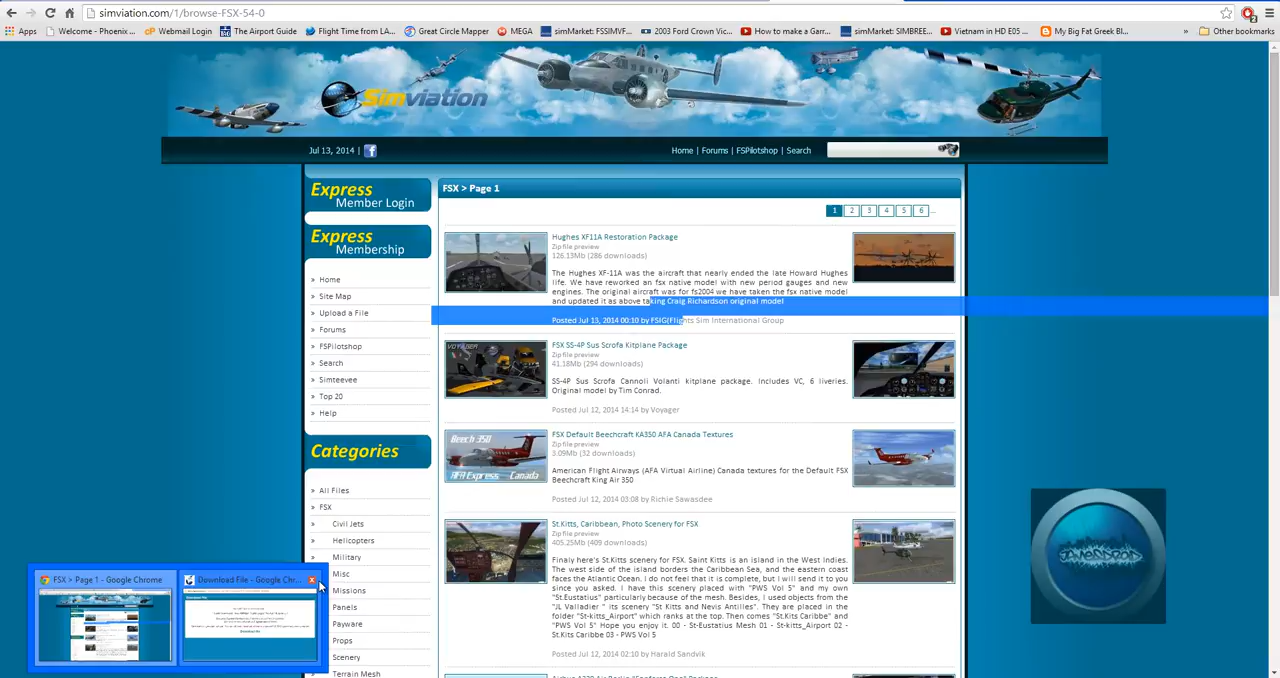 simviation.com/1/browse-FSX-54-0
Apps Welcome - Phoenix ... Webmail Login The Airport Guide Flight Time from LA... Great Circle Mapper MEGA simMarket: FSSIMVF... 2003 Ford Crown Vic... How to make a Garr... simMarket: SIMBREE... Vietnam in HD E05 ... My Big Fat Greek Bl... » Other bookmarks
Simviation
Jul 13, 2014 |
Home | Forums | FSPilotshop | Search
Express
Member Login
Express
Membership
» Home
» Site Map
» Upload a File
» Forums
» FSPilotshop
» Search
» Simteevee
» Top 20
» Help
Categories
» All Files
» FSX
» Civil Jets
» Helicopters
» Military
» Misc
» Missions
» Panels
» Payware
» Props
» Scenery
» Terrain Mesh
FSX > Page 1
1 2 3 4 5 6 ...
Hughes XF11A Restoration Package
Zip file preview
126.13Mb (286 downloads)
The Hughes XF-11A was the aircraft that nearly ended the late Howard Hughes
life. We have reworked an fsx native model with new period gauges and new
engines. The original aircraft was for fs2004 we have taken the fsx native model
and updated it as above taking Craig Richardson original model
Posted Jul 13, 2014 00:10 by FSIG(Flights Sim International Group
VOYAGER
FSX SS-4P Sus Scrofa Kitplane Package
Zip file preview
41.18Mb (294 downloads)
SS-4P Sus Scrofa Cannoli Volanti kitplane package. Includes VC, 6 liveries.
Original model by Tim Conrad.
Posted Jul 12, 2014 14:14 by Voyager
Beech 350
AFA Express - Canada
FSX Default Beechcraft KA350 AFA Canada Textures
Zip file preview
3.09Mb (32 downloads)
American Flight Airways (AFA Virtual Airline) Canada textures for the Default FSX
Beechcraft King Air 350
Posted Jul 12, 2014 03:08 by Richie Sawasdee
St.Kitts, Caribbean, Photo Scenery for FSX
Zip file preview
405.25Mb (409 downloads)
Finaly here's St.Kitts scenery for FSX. Saint Kitts is an island in the West Indies.
The west side of the island borders the Caribbean Sea, and the eastern coast
faces the Atlantic Ocean. I do not feel that it is complete, but I will send it to you
since you asked. I have this scenery placed with "PWS Vol 5" and my own
"St.Eustatius" particularly because of the mesh. Besides, I used objects from the
"JL Valladier " its scenery "St Kitts and Nevis Antilles". They are placed in the
folder "St-kitts_Airport" which ranks at the top. Then comes "St.Kitts Caribbe" and
"PWS Vol 5" Hope you enjoy it. 00 - St-Eustatius Mesh 01 - St-kitts_Airport 02 -
St.Kits Caribbe 03 - PWS Vol 5
Posted Jul 12, 2014 02:10 by Harald Sandvik
FSX > Page 1 - Google Chrome
Download File - Google Chr...
JAMESDROID